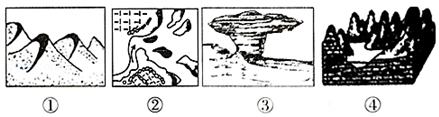 ① ② ③ ④